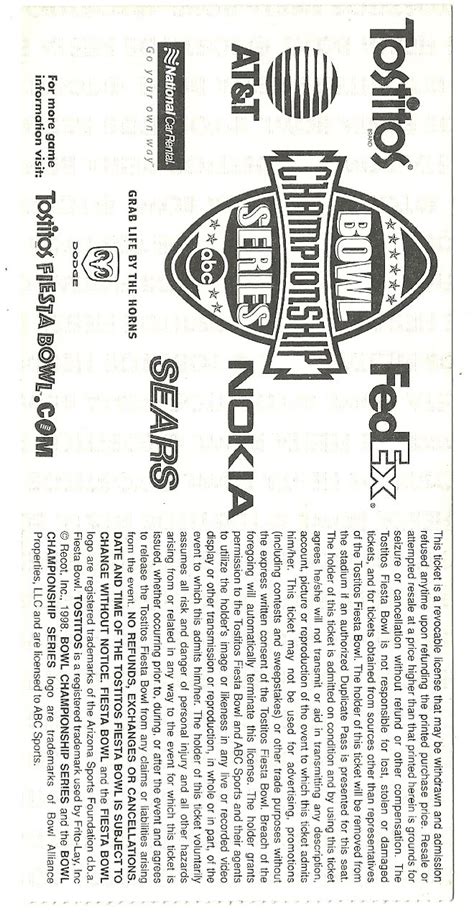 Tostitos
BRAND
FedEx®
AT&T
BOWL
CHAMPIONSHIP
SERIES
abc
NOKIA
National Car Rental.
Go your own way℠
GRAB LIFE BY THE HORNS
DODGE
SEARS
For more game
information visit:
Tostitos FIESTA BOWL.COM
This ticket is a revocable license that may be withdrawn and admission
refused anytime upon refunding the printed purchase price. Resale or
attempted resale at a price higher than that printed herein is grounds for
seizure or cancellation without refund or other compensation. The
Tostitos Fiesta Bowl is not responsible for lost, stolen or damaged
tickets, and for tickets obtained from sources other than representatives
of the Tostitos Fiesta Bowl. The holder of this ticket will be removed from
the stadium if an authorized Duplicate Pass is presented for this seat.
The holder of this ticket is admitted on condition and by using this ticket
agrees he/she will not transmit or aid in transmitting any description,
account, picture or reproduction of the event to which this ticket admits
him/her. This ticket may not be used for advertising, promotions
(including contests and sweepstakes) or other trade purposes without
the express written consent of the Tostitos Fiesta Bowl. Breach of the
foregoing will automatically terminate this license. The holder grants
permission to the Tostitos Fiesta Bowl and ABC Sports and their agents
to utilize the holder's image or likeness in any live or recorded video
display or other transmission or reproduction, in whole or in part, of the
event to which this admits him/her. The holder of this ticket voluntarily
assumes all risk and danger of personal injury and all other hazards
arising from or related in any way to the event for which this ticket is
issued, whether occurring prior to, during, or after the event and agrees
to release the Tostitos Fiesta Bowl from any claims or liabilities arising
from the event. NO REFUNDS, EXCHANGES OR CANCELLATIONS.
DATE AND TIME OF THE TOSTITOS FIESTA BOWL IS SUBJECT TO
CHANGE WITHOUT NOTICE. FIESTA BOWL and the FIESTA BOWL
logo are registered trademarks of the Arizona Sports Foundation d.b.a.
Fiesta Bowl. TOSTITOS is a registered trademark used by Frito-Lay, Inc
© Recot, Inc., 1998. BOWL CHAMPIONSHIP SERIES and the BOWL
CHAMPIONSHIP SERIES logo are trademarks of Bowl Alliance
Properties, LLC and are licensed to ABC Sports.